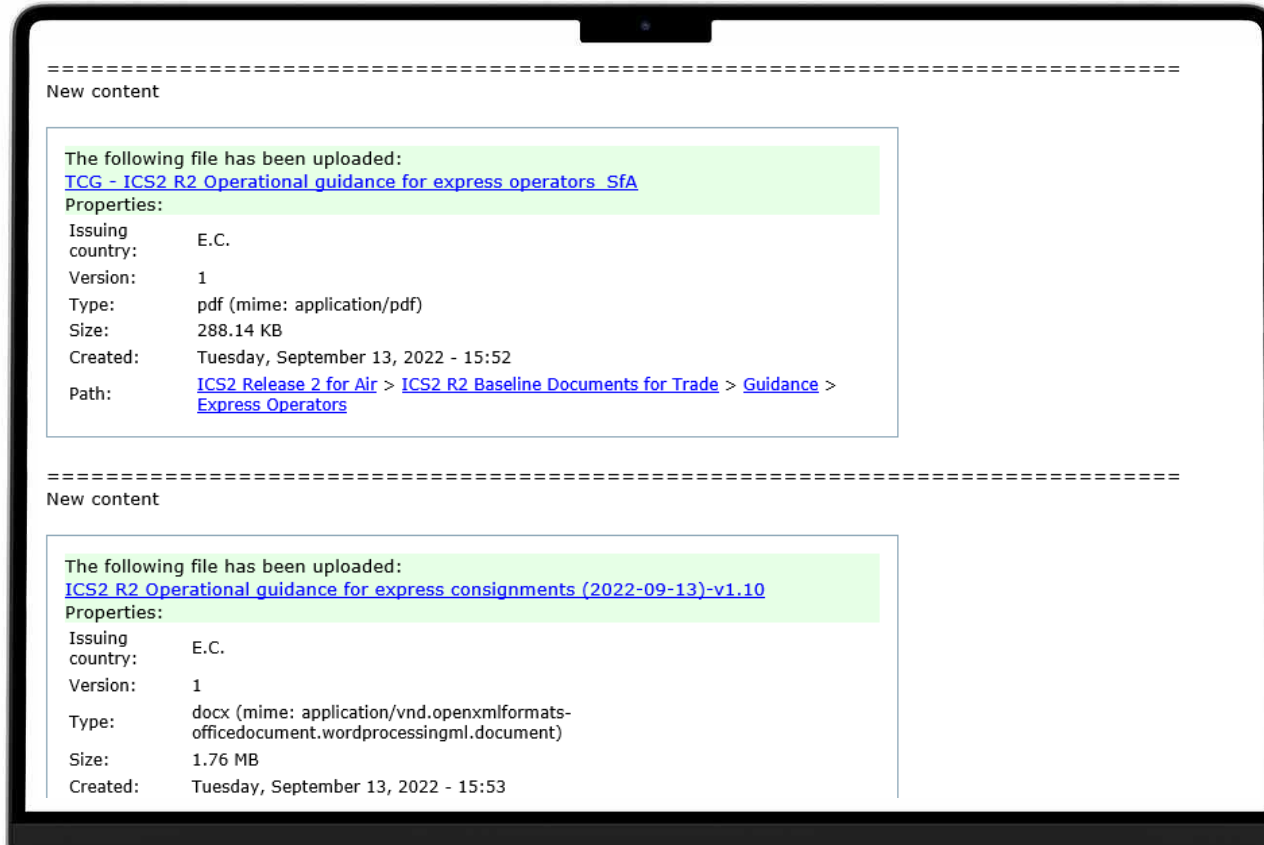 ==============================================================================
New content
The following file has been uploaded:
TCG - ICS2 R2 Operational guidance for express operators_SfA
Properties:
Issuing
country:
E.C.
Version: 1
Type: pdf (mime: application/pdf)
Size: 288.14 KB
Created: Tuesday, September 13, 2022 - 15:52
Path: ICS2 Release 2 for Air > ICS2 R2 Baseline Documents for Trade > Guidance >
Express Operators
==============================================================================
New content
The following file has been uploaded:
ICS2 R2 Operational guidance for express consignments (2022-09-13)-v1.10
Properties:
Issuing
country:
E.C.
Version: 1
Type: docx (mime: application/vnd.openxmlformats-
officedocument.wordprocessingml.document)
Size: 1.76 MB
Created: Tuesday, September 13, 2022 - 15:53